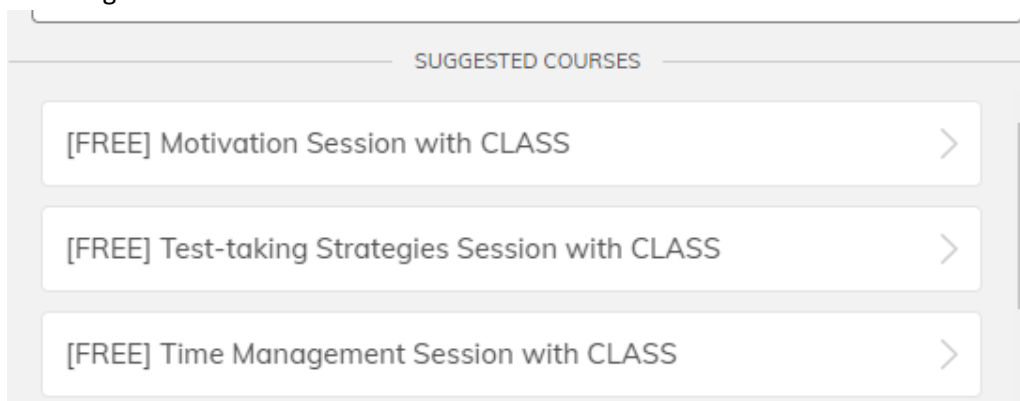 SUGGESTED COURSES
[FREE] Motivation Session with CLASS
[FREE] Test-taking Strategies Session with CLASS
[FREE] Time Management Session with CLASS